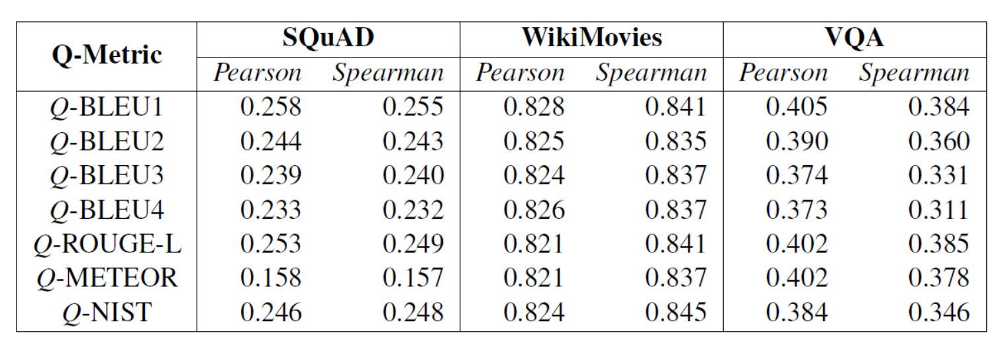 Q-Metric SQuAD WikiMovies VQA
Pearson Spearman Pearson Spearman Pearson Spearman
Q-BLEU1 0.258 0.255 0.828 0.841 0.405 0.384
Q-BLEU2 0.244 0.243 0.825 0.835 0.390 0.360
Q-BLEU3 0.239 0.240 0.824 0.837 0.374 0.331
Q-BLEU4 0.233 0.232 0.826 0.837 0.373 0.311
Q-ROUGE-L 0.253 0.249 0.821 0.841 0.402 0.385
Q-METEOR 0.158 0.157 0.821 0.837 0.402 0.378
Q-NIST 0.246 0.248 0.824 0.845 0.384 0.346